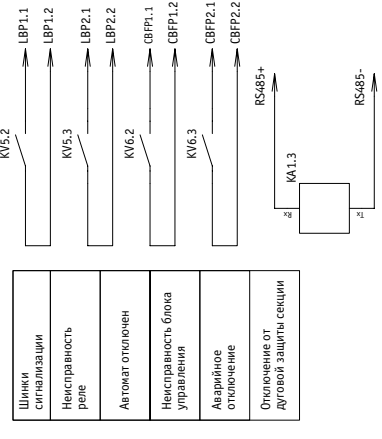 LBP1.1
LBP1.2
LBP2.1
LBP2.2
CBFP1.1
CBFP1.2
CBFP2.1
CBFP2.2
KV5.2
KV5.3
KV6.2
KV6.3
RS485+
RS485-
KA1.3
Rx
Tx
Шинки
сигнализации
Неисправность
реле
Автомат отключен
Неисправность блока
управления
Аварийное
отключение
Отключение от
дуговой защиты секции